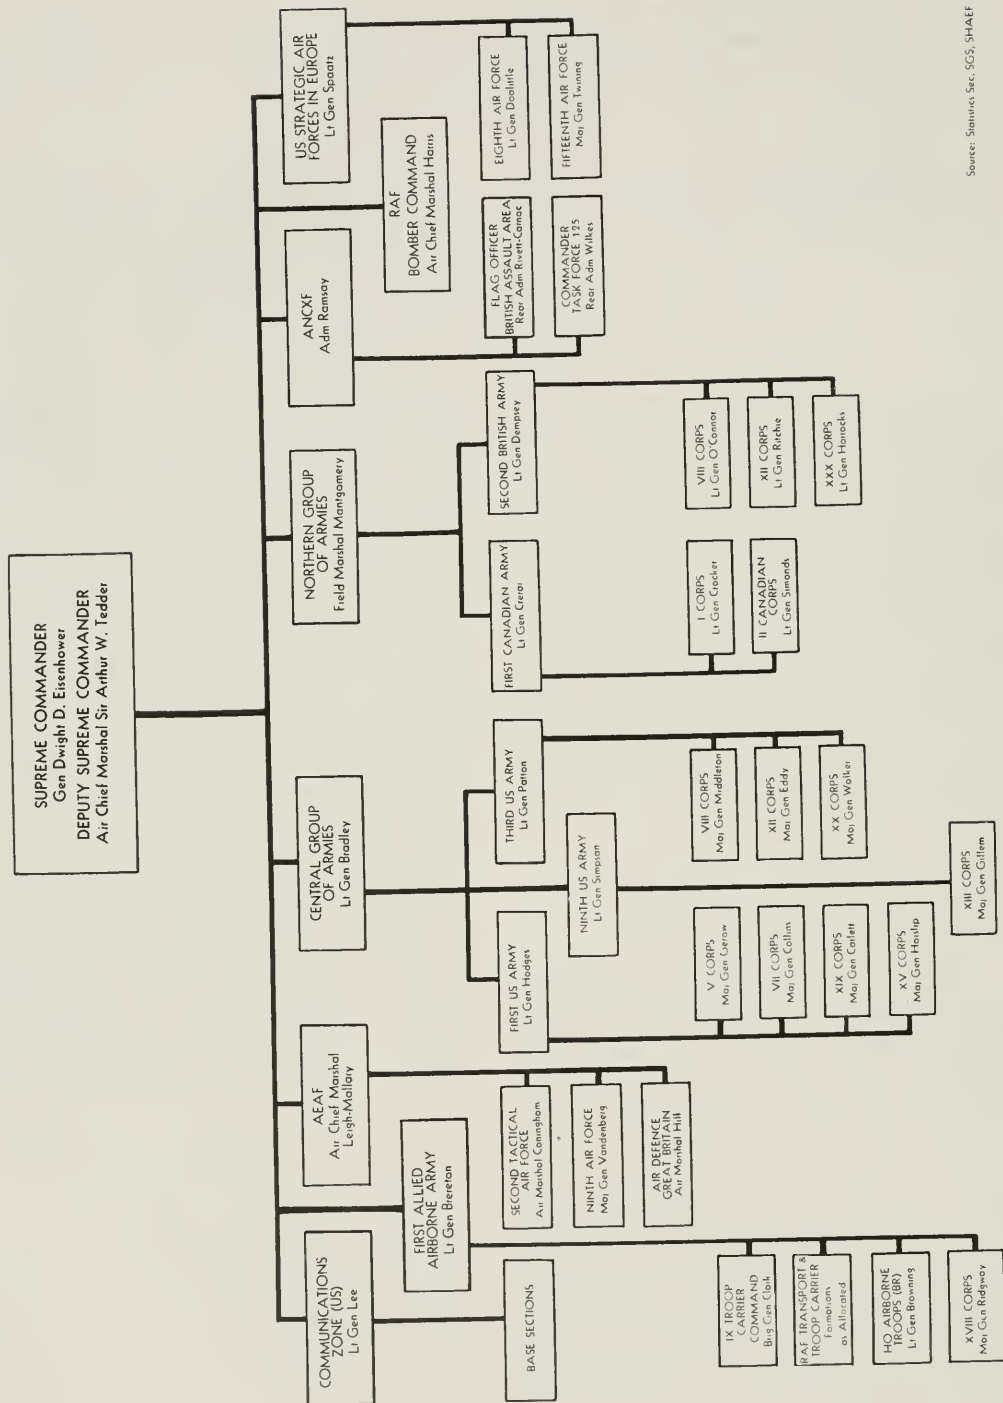 SUPREME COMMANDER
Gen Dwight D. Eisenhower
DEPUTY SUPREME COMMANDER
Air Chief Marshal Sir Arthur W. Tedder
COMMUNICATIONS
ZONE (US)
Lt Gen Lee
BASE SECTIONS
FIRST ALLIED
AIRBORNE ARMY
Lt Gen Brereton
IX TROOP
CARRIER
COMMAND
Brig Gen Clark
RAF TRANSPORT &
TROOP CARRIER
Formations
as Allocated
HQ AIRBORNE
TROOPS (BR)
Lt Gen Browning
XVIII CORPS
Maj Gen Ridgway
AEAF
Air Chief Marshal
Leigh-Mallory
SECOND TACTICAL
AIR FORCE
Air Marshal Coningham
NINTH AIR FORCE
Maj Gen Vandenberg
AIR DEFENCE
GREAT BRITAIN
Air Marshal Hill
CENTRAL GROUP
OF ARMIES
Lt Gen Bradley
FIRST US ARMY
Lt Gen Hodges
V CORPS
Maj Gen Gerow
VII CORPS
Maj Gen Collins
XIX CORPS
Maj Gen Corlett
XV CORPS
Maj Gen Haislip
NINTH US ARMY
Lt Gen Simpson
XIII CORPS
Maj Gen Gillem
THIRD US ARMY
Lt Gen Patton
VIII CORPS
Maj Gen Middleton
XII CORPS
Maj Gen Eddy
XX CORPS
Maj Gen Walker
NORTHERN GROUP
OF ARMIES
Field Marshal Montgomery
FIRST CANADIAN ARMY
Lt Gen Crerar
I CORPS
Lt Gen Crocker
II CANADIAN
CORPS
Lt Gen Simonds
SECOND BRITISH ARMY
Lt Gen Dempsey
VIII CORPS
Lt Gen O'Connor
XII CORPS
Lt Gen Ritchie
XXX CORPS
Lt Gen Horrocks
ANCXF
Adm Ramsay
FLAG OFFICER
BRITISH ASSAULT AREA
Rear Adm Rivett-Carnac
COMMANDER
TASK FORCE 125
Rear Adm Wilkes
RAF
BOMBER COMMAND
Air Chief Marshal Harris
US STRATEGIC AIR
FORCES IN EUROPE
Lt Gen Spaatz
EIGHTH AIR FORCE
Lt Gen Doolittle
FIFTEENTH AIR FORCE
Maj Gen Twining
Source: Statistics Sec, SGS, SHAEF